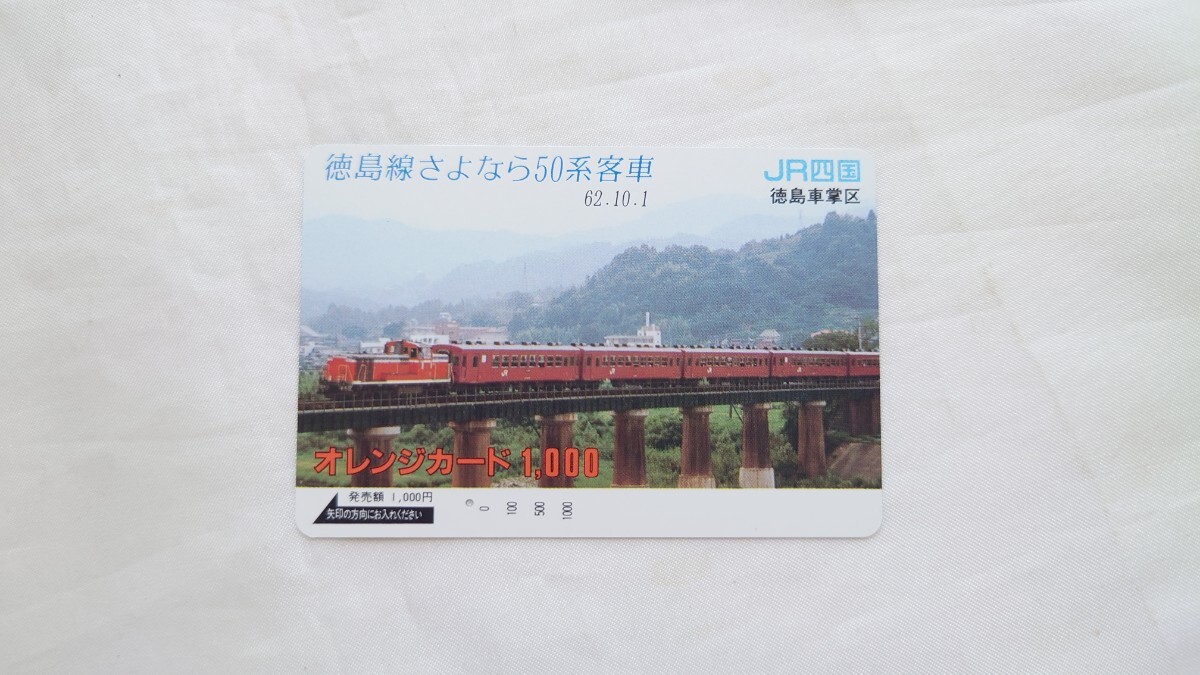 徳島線さよなら50系客車
62.10.1
JR四国
徳島車掌区
JR
JR
JR
オレンジカード 1,000
発売額 1,000円
矢印の方向にお入れください
0
100
500
1000